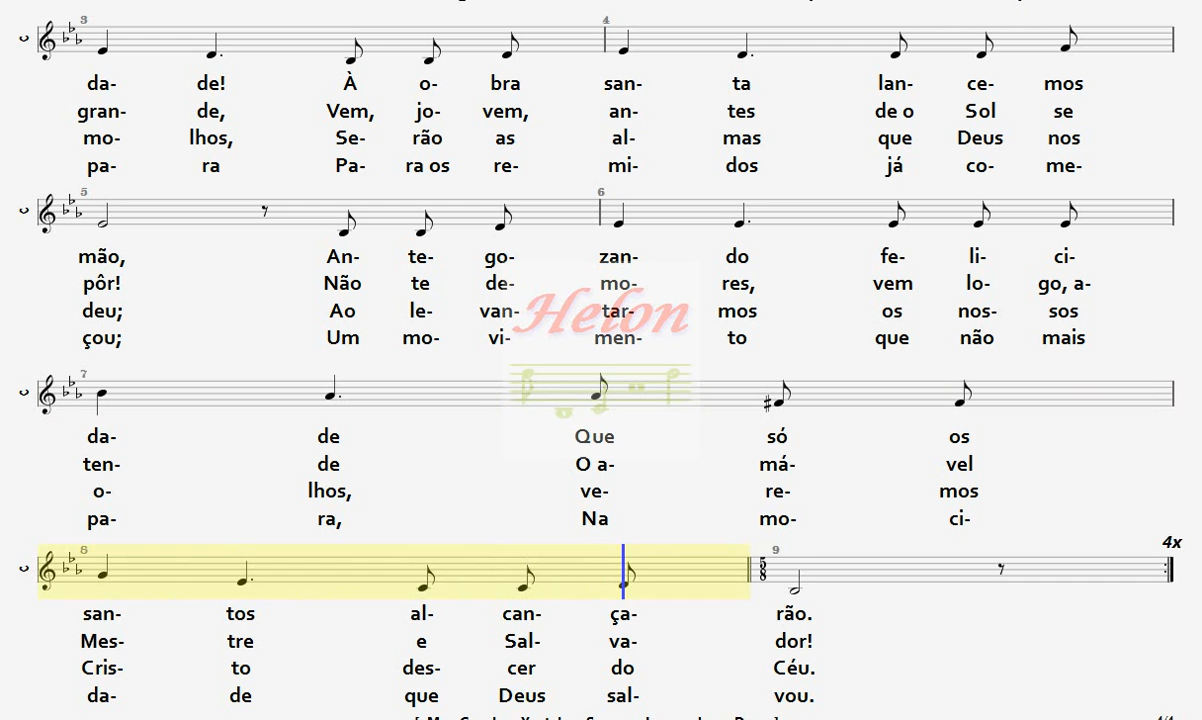 3 4
da- de! À o- bra san- ta lan- ce- mos
gran- de, Vem, jo- vem, an- tes de o Sol se
mo- lhos, Se- rão as al- mas que Deus nos
pa- ra Pa- ra os re- mi- dos já co- me-
5 6
mão, An- te- go- zan- do fe- li- ci-
pôr! Não te de- mo- res, vem lo- go, a-
deu; Ao le- van- tar- mos os nos- sos
çou; Um mo- vi- men- to que não mais
Helon
7
da- de Que só os
ten- de O a- má- vel
o- lhos, ve- re- mos
pa- ra, Na mo- ci-
4x
8 9
5
8
san- tos al- can- ça- rão.
Mes- tre e Sal- va- dor!
Cris- to des- cer do Céu.
da- de que Deus sal- vou.